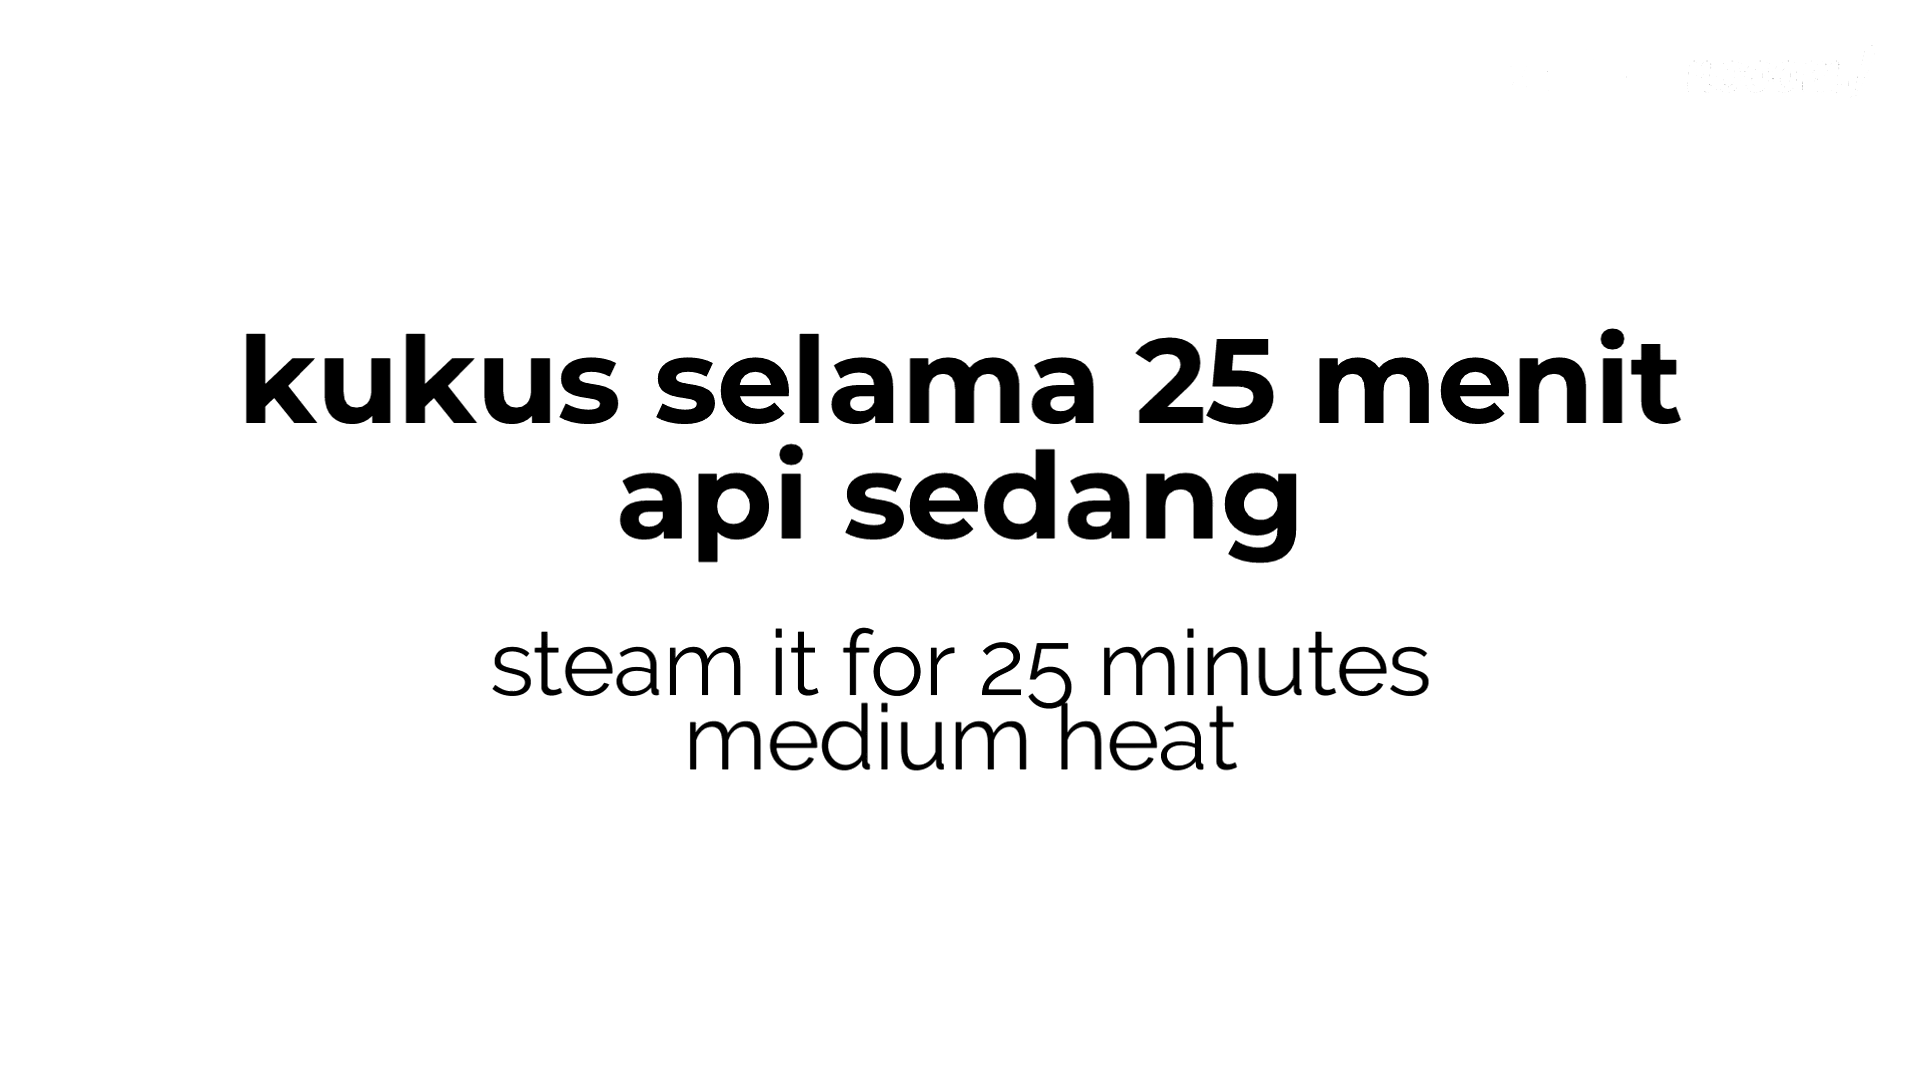 kukus selama 25 menit
api sedang
steam it for 25 minutes
medium heat